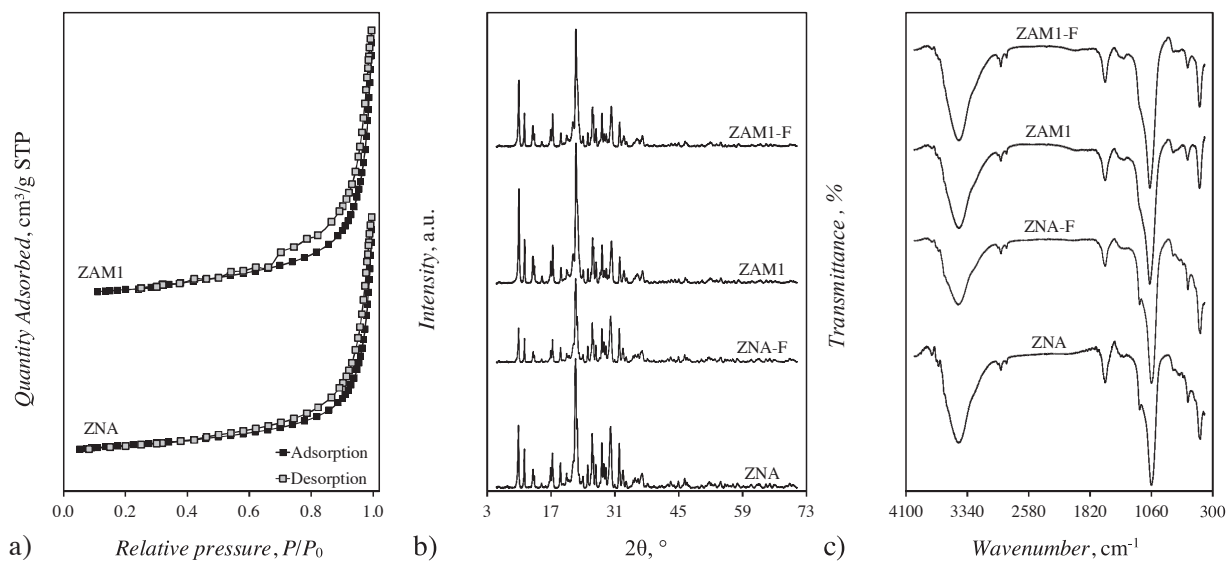 Quantity Adsorbed, cm³/g STP
ZAM1
ZNA
Adsorption
Desorption
0.0 0.2 0.4 0.6 0.8 1.0
a) Relative pressure, P/P₀
Intensity, a.u.
ZAM1-F
ZAM1
ZNA-F
ZNA
3 17 31 45 59 73
b) 2θ, °
Transmittance, %
ZAM1-F
ZAM1
ZNA-F
ZNA
4100 3340 2580 1820 1060 300
c) Wavenumber, cm⁻¹